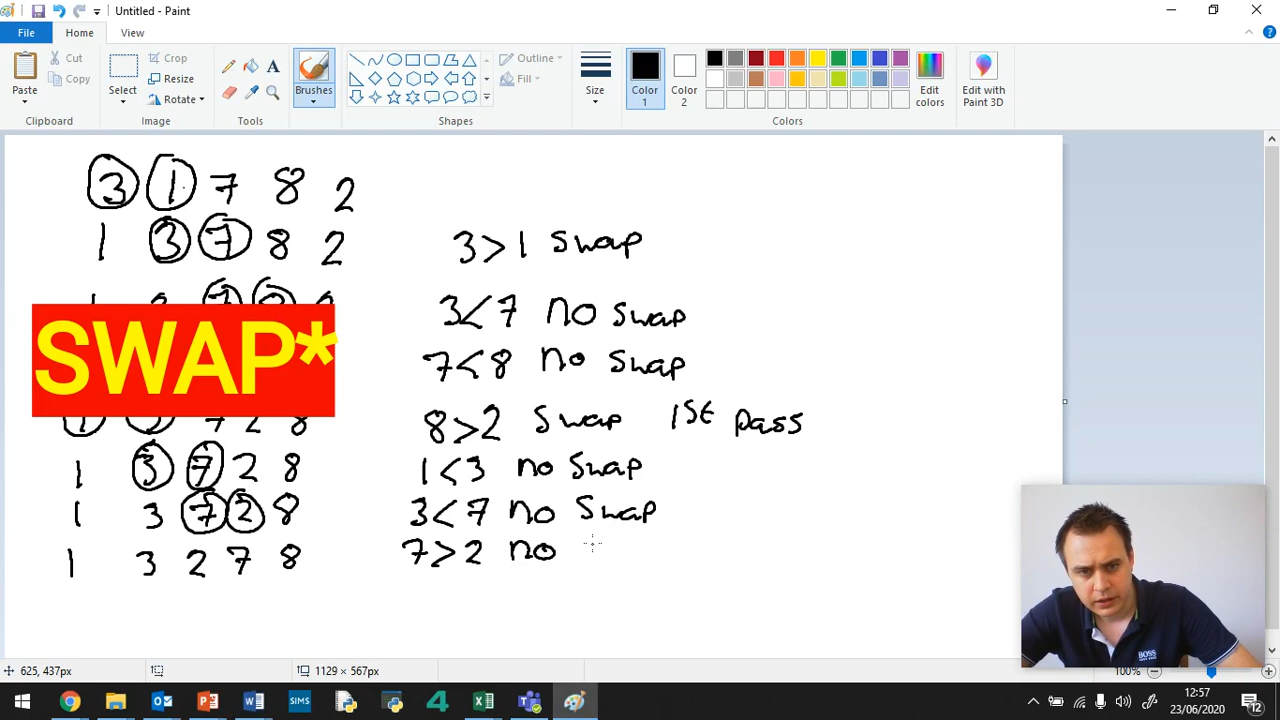 Untitled - Paint
File Home View
Paste
Cut
Copy
Clipboard
Select
Crop
Resize
Rotate
Image
Tools
Brushes
Outline
Fill
Shapes
Size
Color 1
Color 2
Edit colors
Edit with Paint 3D
Colors
3 1 7 8 2
1 3 7 8 2
3>1 Swap
3<7 no Swap
SWAP*
7<8 no Swap
8>2 Swap 1st pass
1 3 7 2 8
1<3 no Swap
1 3 7 2 8
3<7 no Swap
1 3 2 7 8
7>2 no
BOSS
625, 437px
1129 × 567px
100%
SIMS
12:57
23/06/2020
12